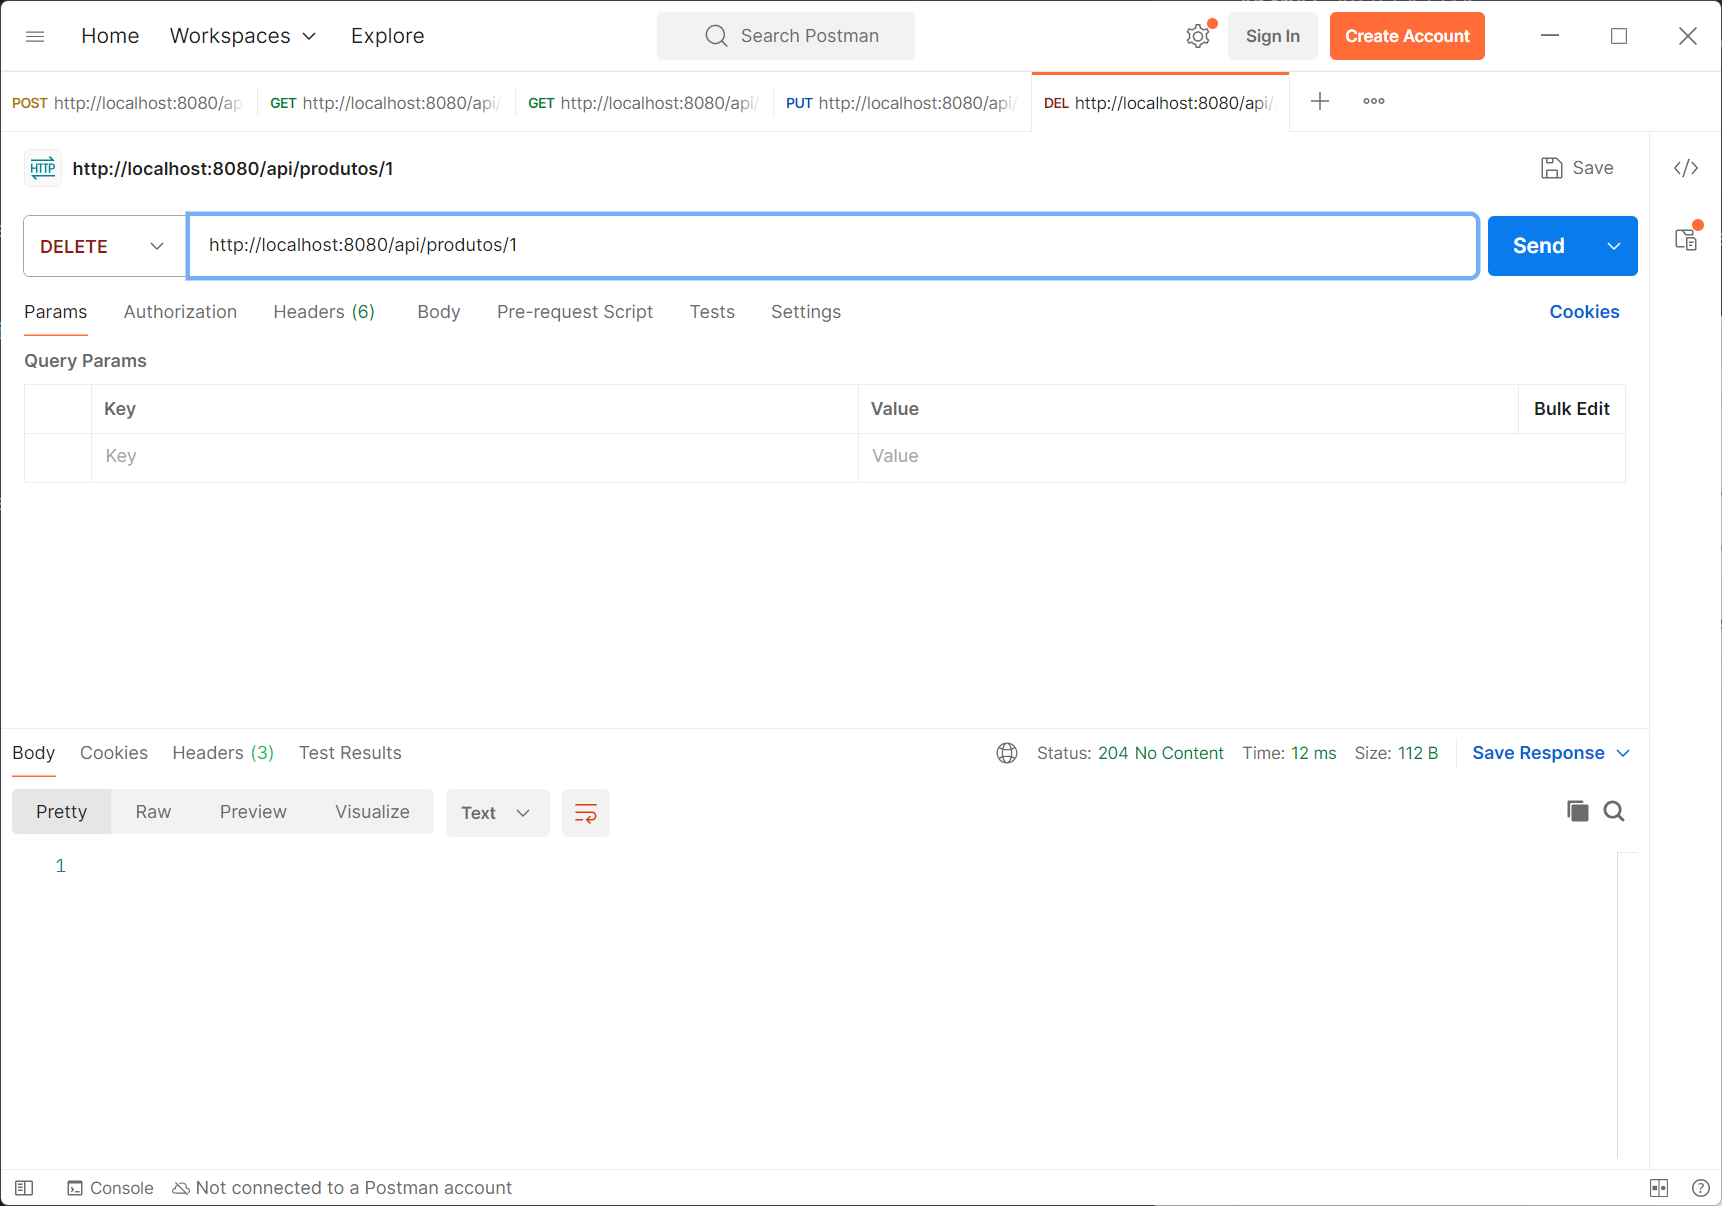 Home Workspaces Explore Search Postman Sign In Create Account
POST http://localhost:8080/ap GET http://localhost:8080/api/ GET http://localhost:8080/api/ PUT http://localhost:8080/api/ DEL http://localhost:8080/api/
HTTP http://localhost:8080/api/produtos/1 Save </>
DELETE http://localhost:8080/api/produtos/1 Send
Params Authorization Headers (6) Body Pre-request Script Tests Settings Cookies
Query Params
Key Value Bulk Edit
Key Value
Body Cookies Headers (3) Test Results Status: 204 No Content Time: 12 ms Size: 112 B Save Response
Pretty Raw Preview Visualize Text
1
Console Not connected to a Postman account